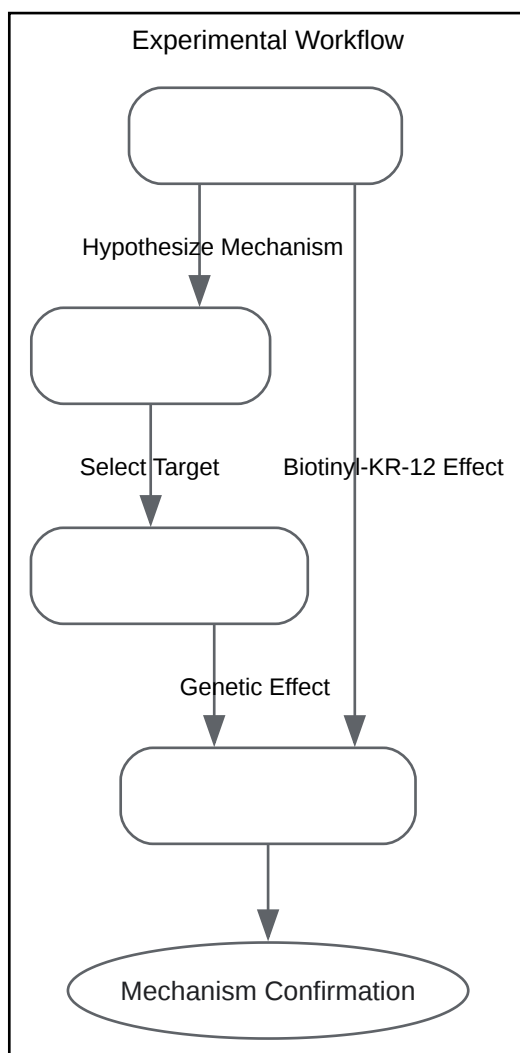 Experimental Workflow
Hypothesize Mechanism
Select Target
Biotinyl-KR-12 Effect
Genetic Effect
Mechanism Confirmation